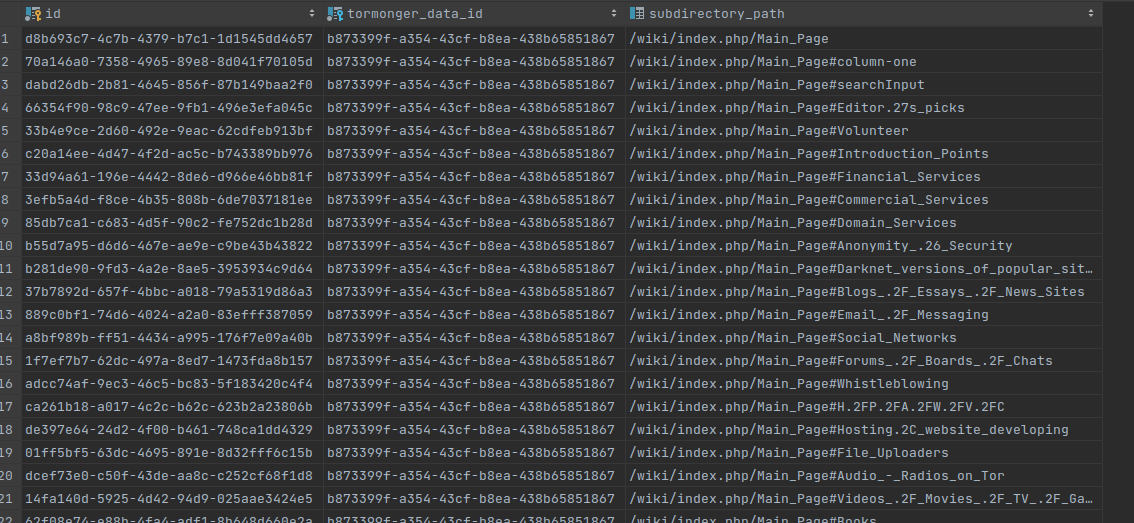 id tormonger_data_id subdirectory_path
1 d8b693c7-4c7b-4379-b7c1-1d1545dd4657 b873399f-a354-43cf-b8ea-438b65851867 /wiki/index.php/Main_Page
2 70a146a0-7358-4965-89e8-8d041f70105d b873399f-a354-43cf-b8ea-438b65851867 /wiki/index.php/Main_Page#column-one
3 dabd26db-2b81-4645-856f-87b149baa2f0 b873399f-a354-43cf-b8ea-438b65851867 /wiki/index.php/Main_Page#searchInput
4 66354f90-98c9-47ee-9fb1-496e3efa045c b873399f-a354-43cf-b8ea-438b65851867 /wiki/index.php/Main_Page#Editor.27s_picks
5 33b4e9ce-2d60-492e-9eac-62cdfeb913bf b873399f-a354-43cf-b8ea-438b65851867 /wiki/index.php/Main_Page#Volunteer
6 c20a14ee-4d47-4f2d-ac5c-b743389bb976 b873399f-a354-43cf-b8ea-438b65851867 /wiki/index.php/Main_Page#Introduction_Points
7 33d94a61-196e-4442-8de6-d966e46bb81f b873399f-a354-43cf-b8ea-438b65851867 /wiki/index.php/Main_Page#Financial_Services
8 3efb5a4d-f8ce-4b35-808b-6de7037181ee b873399f-a354-43cf-b8ea-438b65851867 /wiki/index.php/Main_Page#Commercial_Services
9 85db7ca1-c683-4d5f-90c2-fe752dc1b28d b873399f-a354-43cf-b8ea-438b65851867 /wiki/index.php/Main_Page#Domain_Services
10 b55d7a95-d6d6-467e-ae9e-c9be43b43822 b873399f-a354-43cf-b8ea-438b65851867 /wiki/index.php/Main_Page#Anonymity_.26_Security
11 b281de90-9fd3-4a2e-8ae5-3953934c9d64 b873399f-a354-43cf-b8ea-438b65851867 /wiki/index.php/Main_Page#Darknet_versions_of_popular_sit…
12 37b7892d-657f-4bbc-a018-79a5319d86a3 b873399f-a354-43cf-b8ea-438b65851867 /wiki/index.php/Main_Page#Blogs_.2F_Essays_.2F_News_Sites
13 889c0bf1-74d6-4024-a2a0-83efff387059 b873399f-a354-43cf-b8ea-438b65851867 /wiki/index.php/Main_Page#Email_.2F_Messaging
14 a8bf989b-ff51-4434-a995-176f7e09a40b b873399f-a354-43cf-b8ea-438b65851867 /wiki/index.php/Main_Page#Social_Networks
15 1f7ef7b7-62dc-497a-8ed7-1473fda8b157 b873399f-a354-43cf-b8ea-438b65851867 /wiki/index.php/Main_Page#Forums_.2F_Boards_.2F_Chats
16 adcc74af-9ec3-46c5-bc83-5f183420c4f4 b873399f-a354-43cf-b8ea-438b65851867 /wiki/index.php/Main_Page#Whistleblowing
17 ca261b18-a017-4c2c-b62c-623b2a23806b b873399f-a354-43cf-b8ea-438b65851867 /wiki/index.php/Main_Page#H.2FP.2FA.2FW.2FV.2FC
18 de397e64-24d2-4f00-b461-748ca1dd4329 b873399f-a354-43cf-b8ea-438b65851867 /wiki/index.php/Main_Page#Hosting.2C_website_developing
19 01ff5bf5-63dc-4695-891e-8d32fff6c15b b873399f-a354-43cf-b8ea-438b65851867 /wiki/index.php/Main_Page#File_Uploaders
20 dcef73e0-c50f-43de-aa8c-c252cf68f1d8 b873399f-a354-43cf-b8ea-438b65851867 /wiki/index.php/Main_Page#Audio_-_Radios_on_Tor
21 14fa140d-5925-4d42-94d9-025aae3424e5 b873399f-a354-43cf-b8ea-438b65851867 /wiki/index.php/Main_Page#Videos_.2F_Movies_.2F_TV_.2F_Ga…
22 62f08e74-e88b-4fa4-adf1-8b648d660e2a b873399f-a354-43cf-b8ea-438b65851867 /wiki/index.php/Main_Page#Books